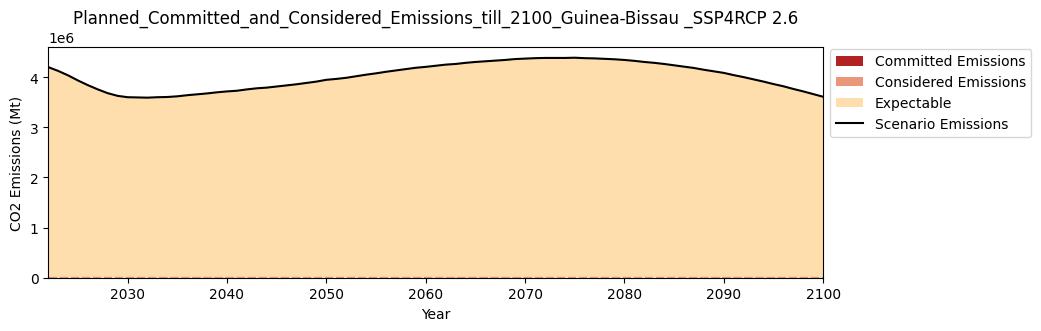 Planned_Committed_and_Considered_Emissions_till_2100_Guinea-Bissau _SSP4RCP 2.6
1e6
4
3
2
1
0
CO2 Emissions (Mt)
2030 2040 2050 2060 2070 2080 2090 2100
Year
Committed Emissions
Considered Emissions
Expectable
Scenario Emissions